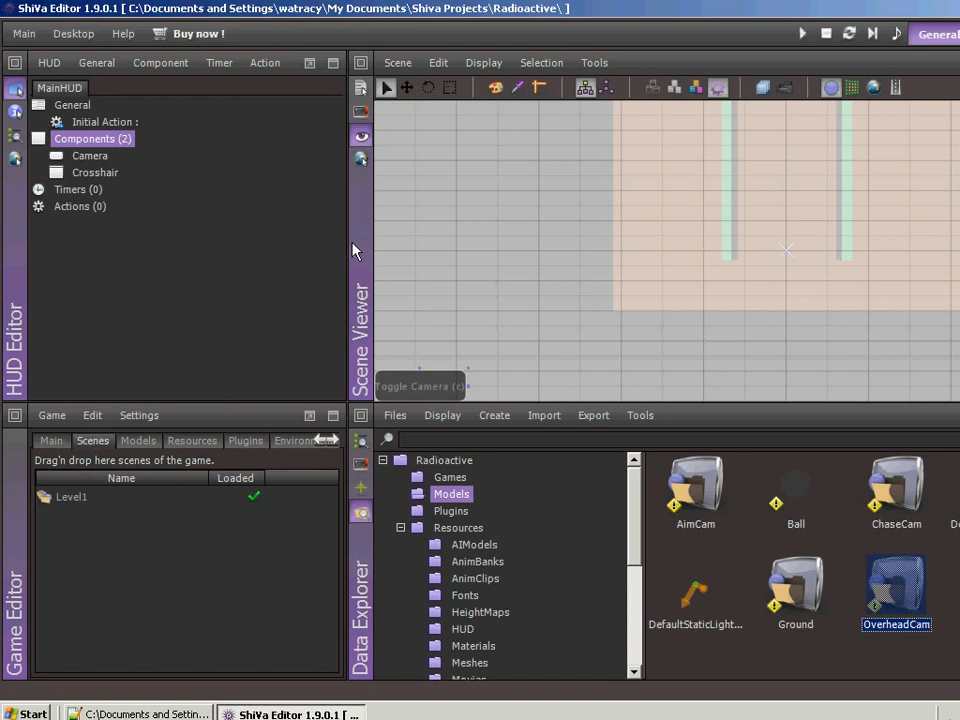 ShiVa Editor 1.9.0.1 [ C:\Documents and Settings\watracy\My Documents\Shiva Projects\Radioactive\ ]
Main Desktop Help Buy now ! General
HUD General Component Timer Action
Scene Edit Display Selection Tools
MainHUD
General
Initial Action :
Components (2)
Camera
Crosshair
Timers (0)
Actions (0)
HUD Editor
Scene Viewer
Toggle Camera (c)
Game Edit Settings
Files Display Create Import Export Tools
Main Scenes Models Resources Plugins
Drag'n drop here scenes of the game.
Name Loaded
Level1
Game Editor
Data Explorer
Radioactive
Games
Models
Plugins
Resources
AIModels
AnimBanks
AnimClips
Fonts
HeightMaps
HUD
Materials
Meshes
AimCam Ball ChaseCam
DefaultStaticLight... Ground OverheadCam
Start C:\Documents and Settin... ShiVa Editor 1.9.0.1 [ ...